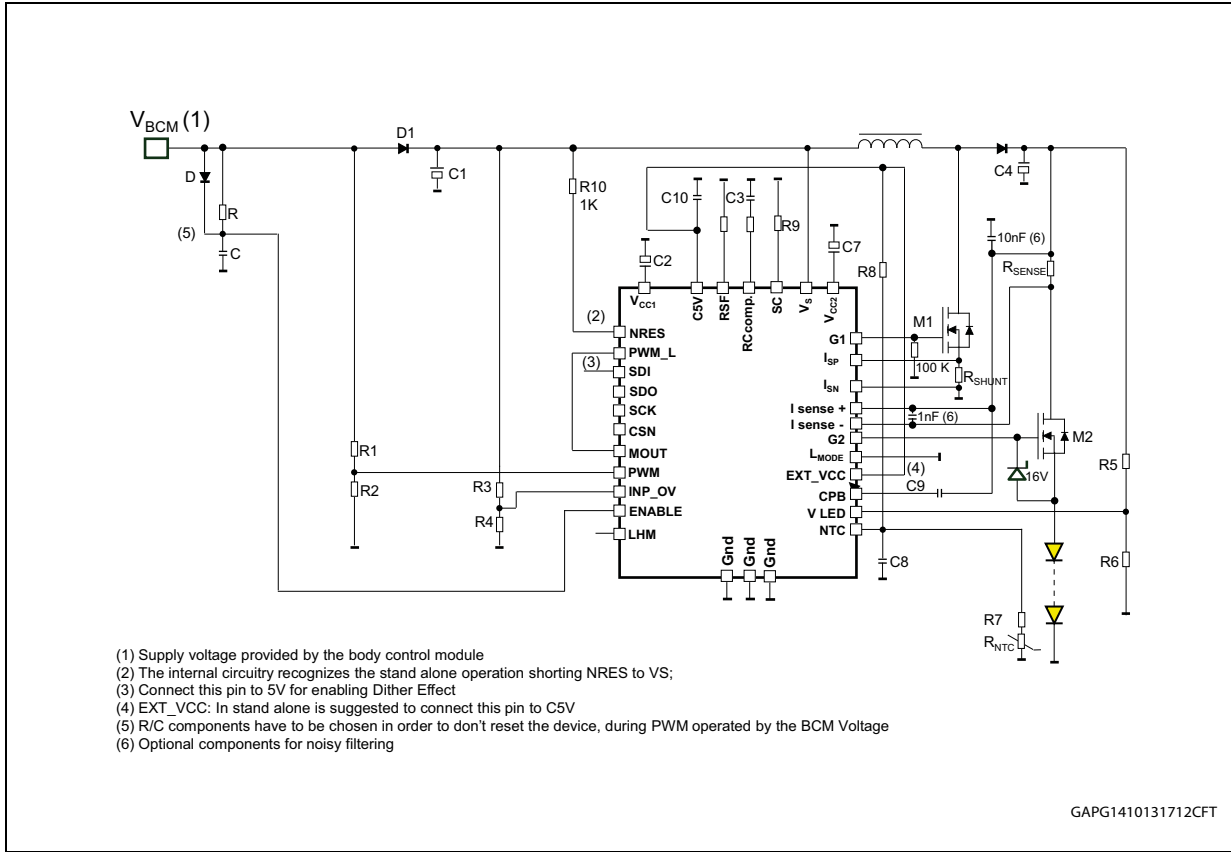 V_BCM (1)
D1
D
C1
R
(5)
C
R10
1K
C10
C3
R9
C7
C2
R8
C4
10nF (6)
R_SENSE
V_CC1
C5V
RSF
RCcomp.
SC
V_S
V_CC2
(2)
NRES
PWM_L
(3)
SDI
SDO
SCK
CSN
MOUT
PWM
INP_OV
ENABLE
LHM
G1
I_SP
I_SN
I sense +
I sense -
G2
L_MODE
EXT_VCC
CPB
V LED
NTC
M1
100 K
R_SHUNT
1nF (6)
M2
(4)
C9
16V
R1
R2
R3
R4
R5
R6
C8
R7
R_NTC
Gnd
Gnd
Gnd
(1) Supply voltage provided by the body control module
(2) The internal circuitry recognizes the stand alone operation shorting NRES to VS;
(3) Connect this pin to 5V for enabling Dither Effect
(4) EXT_VCC: In stand alone is suggested to connect this pin to C5V
(5) R/C components have to be chosen in order to don't reset the device, during PWM operated by the BCM Voltage
(6) Optional components for noisy filtering
GAPG1410131712CFT